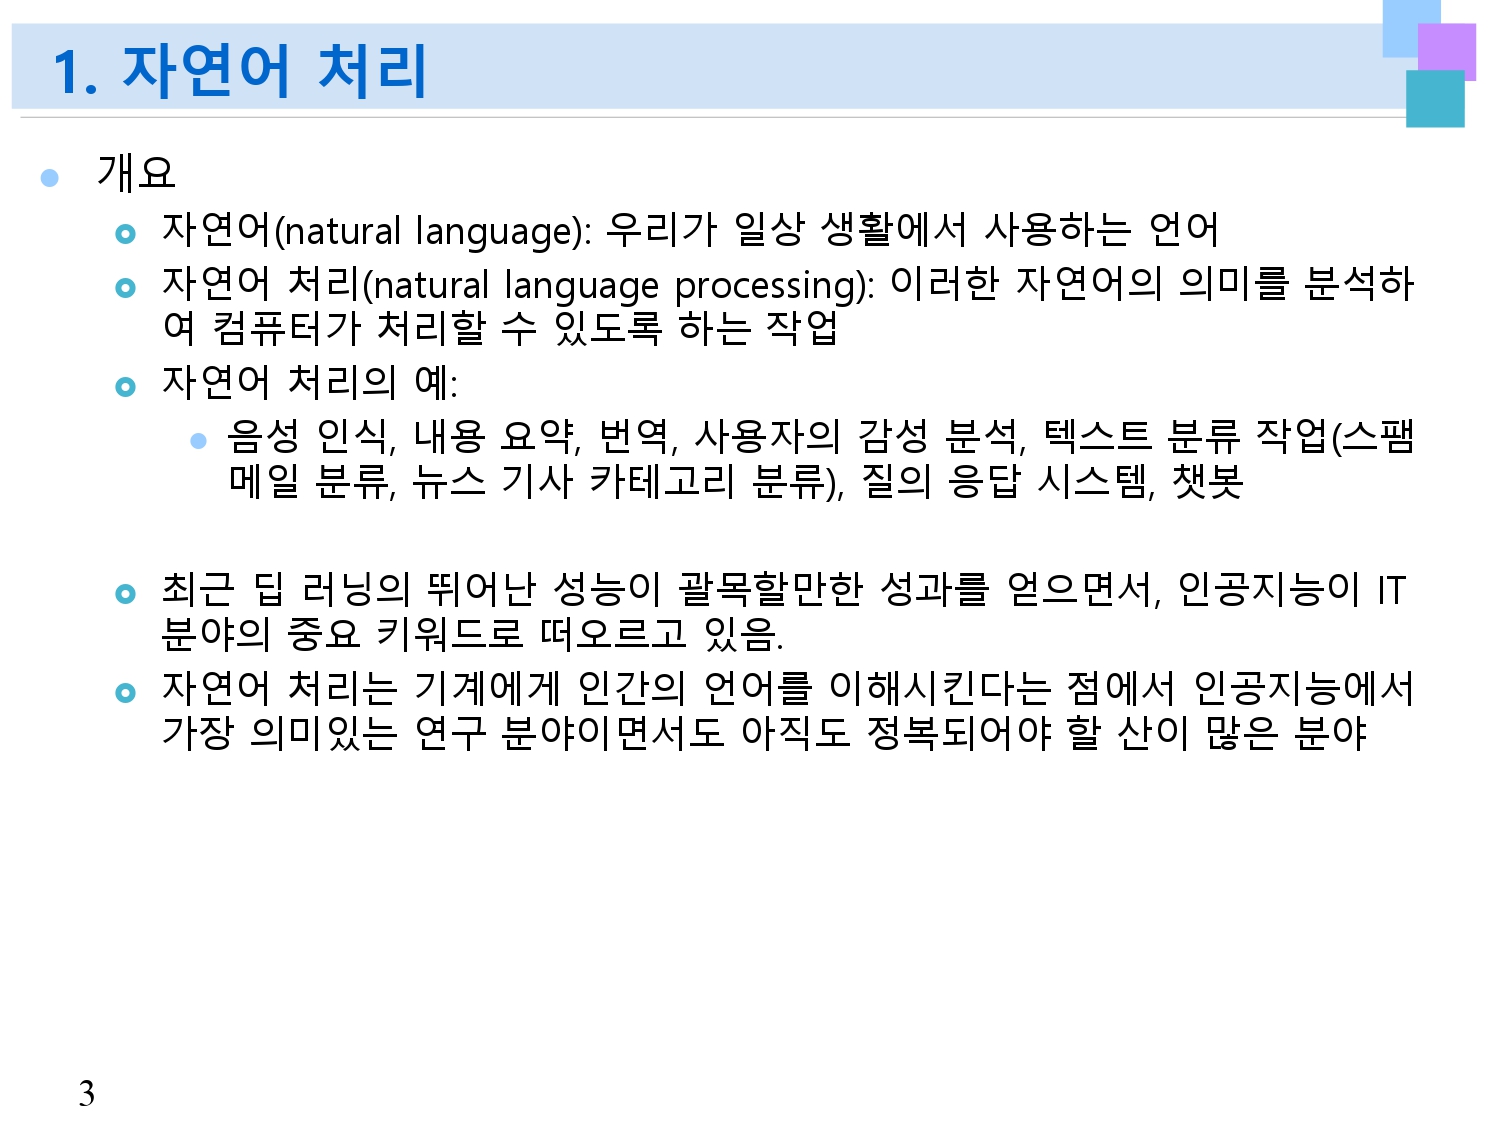 1. 자연어 처리
개요
자연어(natural language): 우리가 일상 생활에서 사용하는 언어
자연어 처리(natural language processing): 이러한 자연어의 의미를 분석하
여 컴퓨터가 처리할 수 있도록 하는 작업
자연어 처리의 예:
음성 인식, 내용 요약, 번역, 사용자의 감성 분석, 텍스트 분류 작업(스팸
메일 분류, 뉴스 기사 카테고리 분류), 질의 응답 시스템, 챗봇
최근 딥 러닝의 뛰어난 성능이 괄목할만한 성과를 얻으면서, 인공지능이 IT
분야의 중요 키워드로 떠오르고 있음.
자연어 처리는 기계에게 인간의 언어를 이해시킨다는 점에서 인공지능에서
가장 의미있는 연구 분야이면서도 아직도 정복되어야 할 산이 많은 분야
3